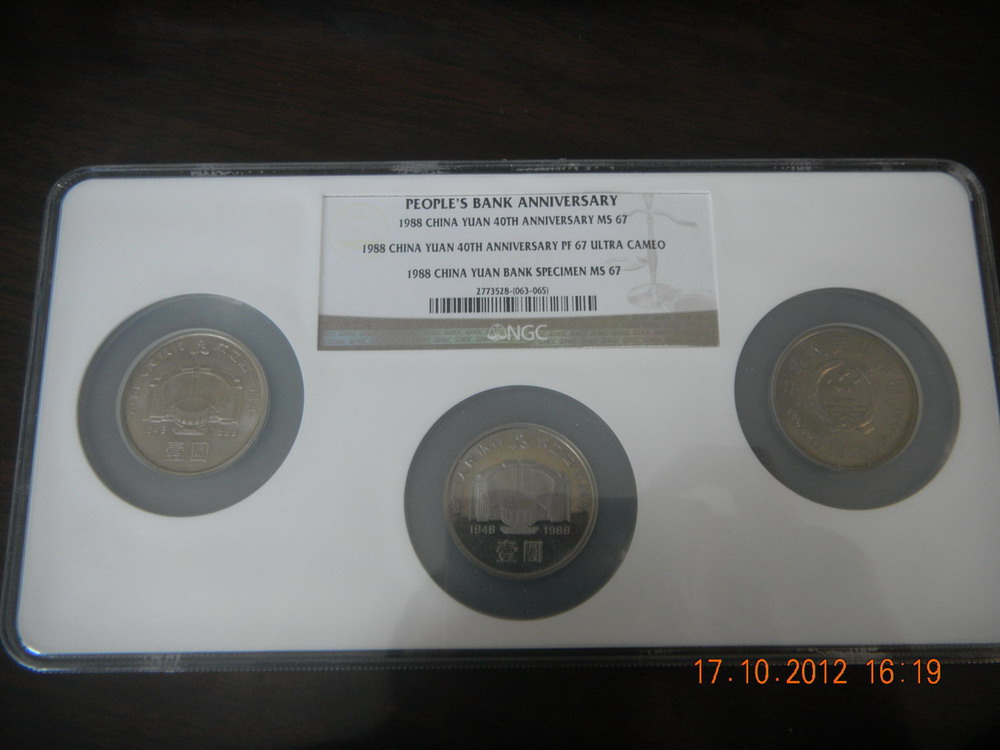 PEOPLE'S BANK ANNIVERSARY
1988 CHINA YUAN 40TH ANNIVERSARY MS 67
1988 CHINA YUAN 40TH ANNIVERSARY PF 67 ULTRA CAMEO
1988 CHINA YUAN BANK SPECIMEN MS 67
2773528-(063-065)
NGC
1988
壹圓
1948 1988
壹圓
17.10.2012 16:19